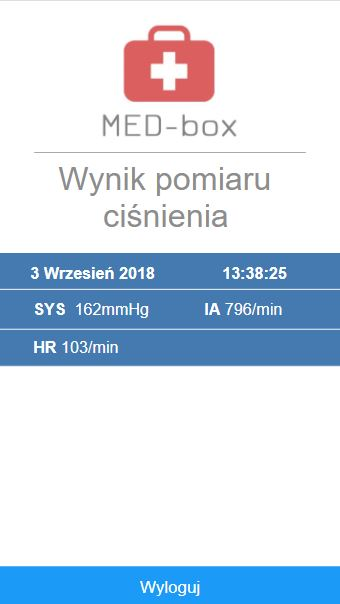 MED-box
Wynik pomiaru
ciśnienia
3 Wrzesień 2018 13:38:25
SYS 162mmHg IA 796/min
HR 103/min
Wyloguj